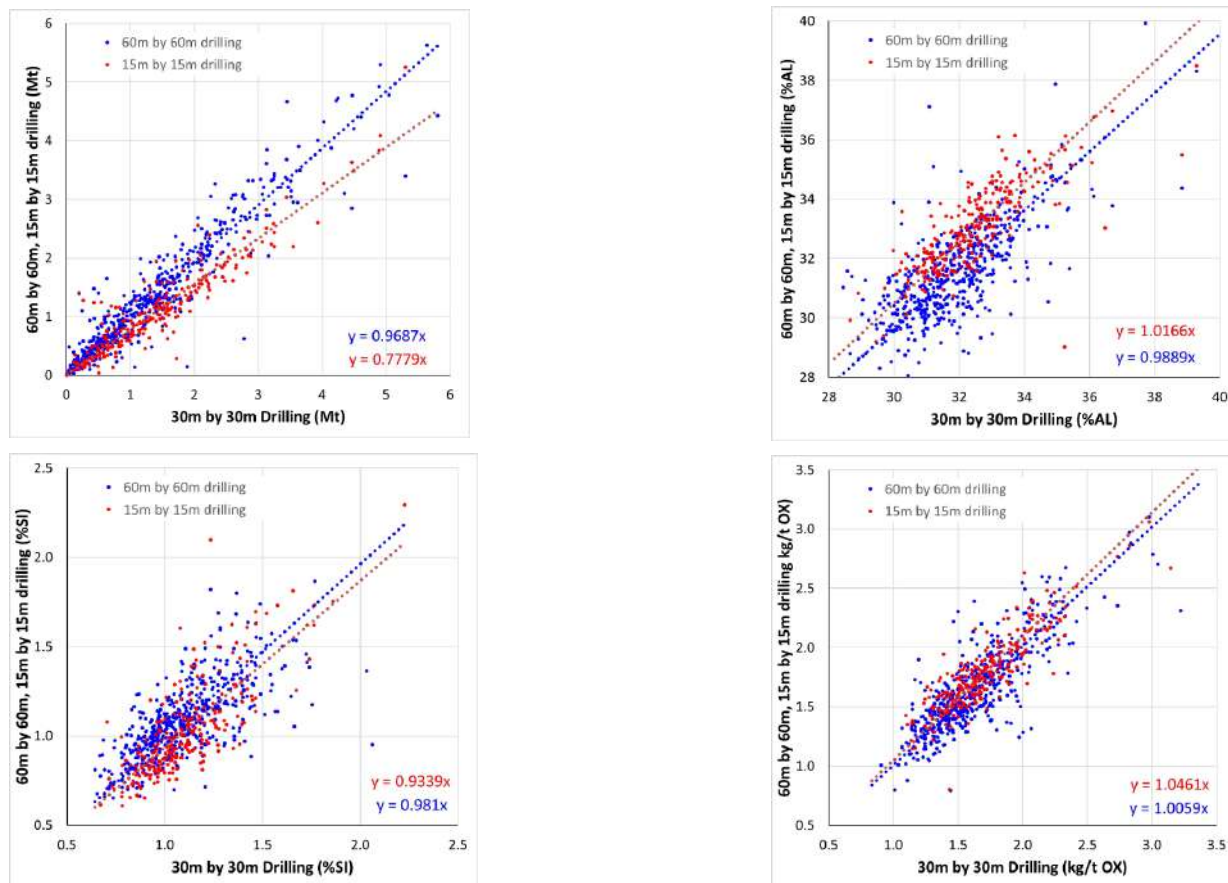 6
5
4
3
2
1
0
60m by 60m, 15m by 15m drilling (Mt)
60m by 60m drilling
15m by 15m drilling
y = 0.9687x
y = 0.7779x
0 1 2 3 4 5 6
30m by 30m Drilling (Mt)
40
38
36
34
32
30
28
60m by 60m, 15m by 15m drilling (%AL)
60m by 60m drilling
15m by 15m drilling
y = 1.0166x
y = 0.9889x
28 30 32 34 36 38 40
30m by 30m Drilling (%AL)
2.5
2.0
1.5
1.0
0.5
60m by 60m, 15m by 15m drilling (%SI)
60m by 60m drilling
15m by 15m drilling
y = 0.9339x
y = 0.981x
0.5 1.0 1.5 2.0 2.5
30m by 30m Drilling (%SI)
3.5
3.0
2.5
2.0
1.5
1.0
0.5
60m by 60m, 15m by 15m drilling kg/t OX)
60m by 60m drilling
15m by 15m drilling
y = 1.0461x
y = 1.0059x
0.5 1.0 1.5 2.0 2.5 3.0 3.5
30m by 30m Drilling (kg/t OX)